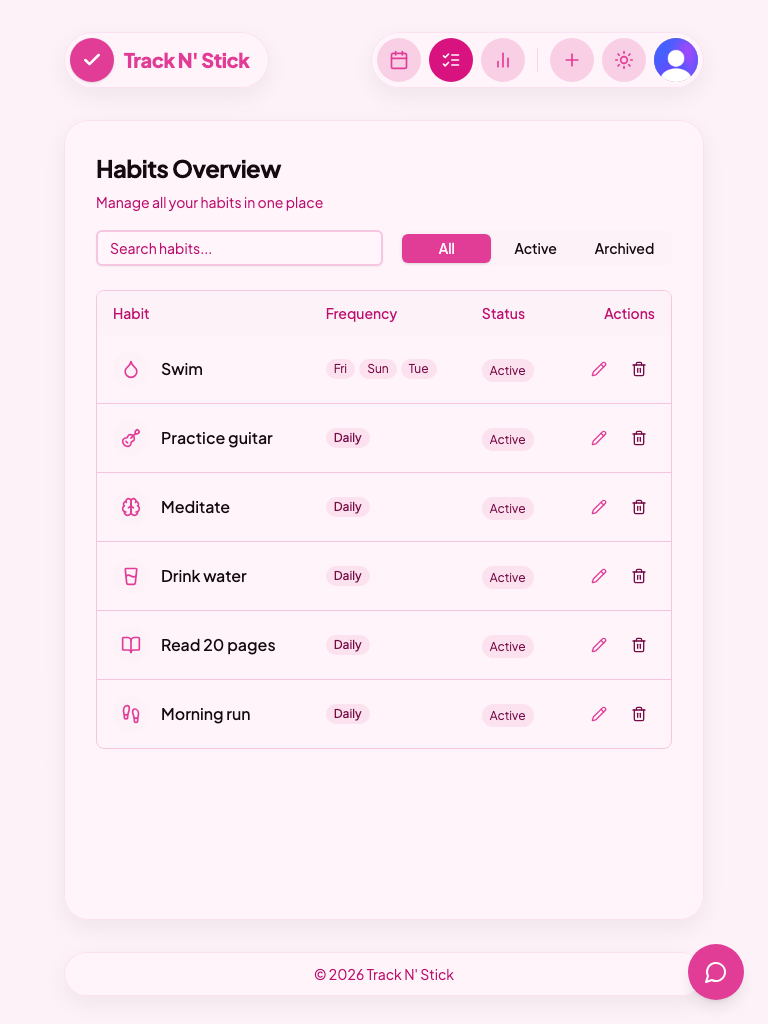 Track N' Stick
Habits Overview
Manage all your habits in one place
Search habits...
All Active Archived
Habit Frequency Status Actions
Swim Fri Sun Tue Active
Practice guitar Daily Active
Meditate Daily Active
Drink water Daily Active
Read 20 pages Daily Active
Morning run Daily Active
© 2026 Track N' Stick